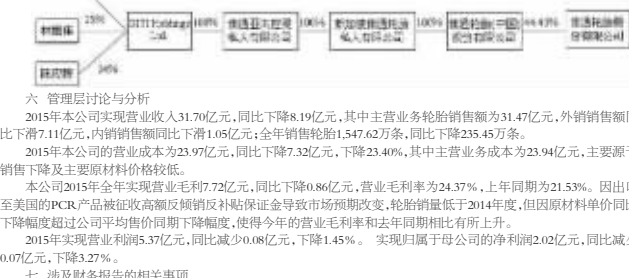 25%
100%
100%
100%
44.43%
六 管理层讨论与分析
2015年本公司实现营业收入31.70亿元,同比下降8.19亿元,其中主营业务轮胎销售额为31.47亿元,外销销售额同
比下滑7.11亿元,内销销售额同比下滑1.05亿元;全年销售轮胎1,547.62万条,同比下降235.45万条。
2015年本公司的营业成本为23.97亿元,同比下降7.32亿元,下降23.40%,其中主营业务成本为23.94元,主要源于
销售下降及主要原材料价格较低。
本公司2015年全年实现营业毛利7.72亿元,同比下降0.86亿元,营业毛利率为24.37%,上年同期为21.53%。因出口
至美国的PCR产品被征收高额反倾销反补贴保证金导致市场预期改变,轮胎销量低于2014年度,但因原材料单价同比
下降幅度超过公司平均售价同期下降幅度,使得今年的营业毛利率和去年同期相比有所上升。
2015年实现营业利润5.37亿元,同比减少0.08亿元,下降1.45%。 实现归属于母公司的净利润2.02亿元,同比减少
0.07亿元,下降3.27%。
七 涉及财务报告的相关事项